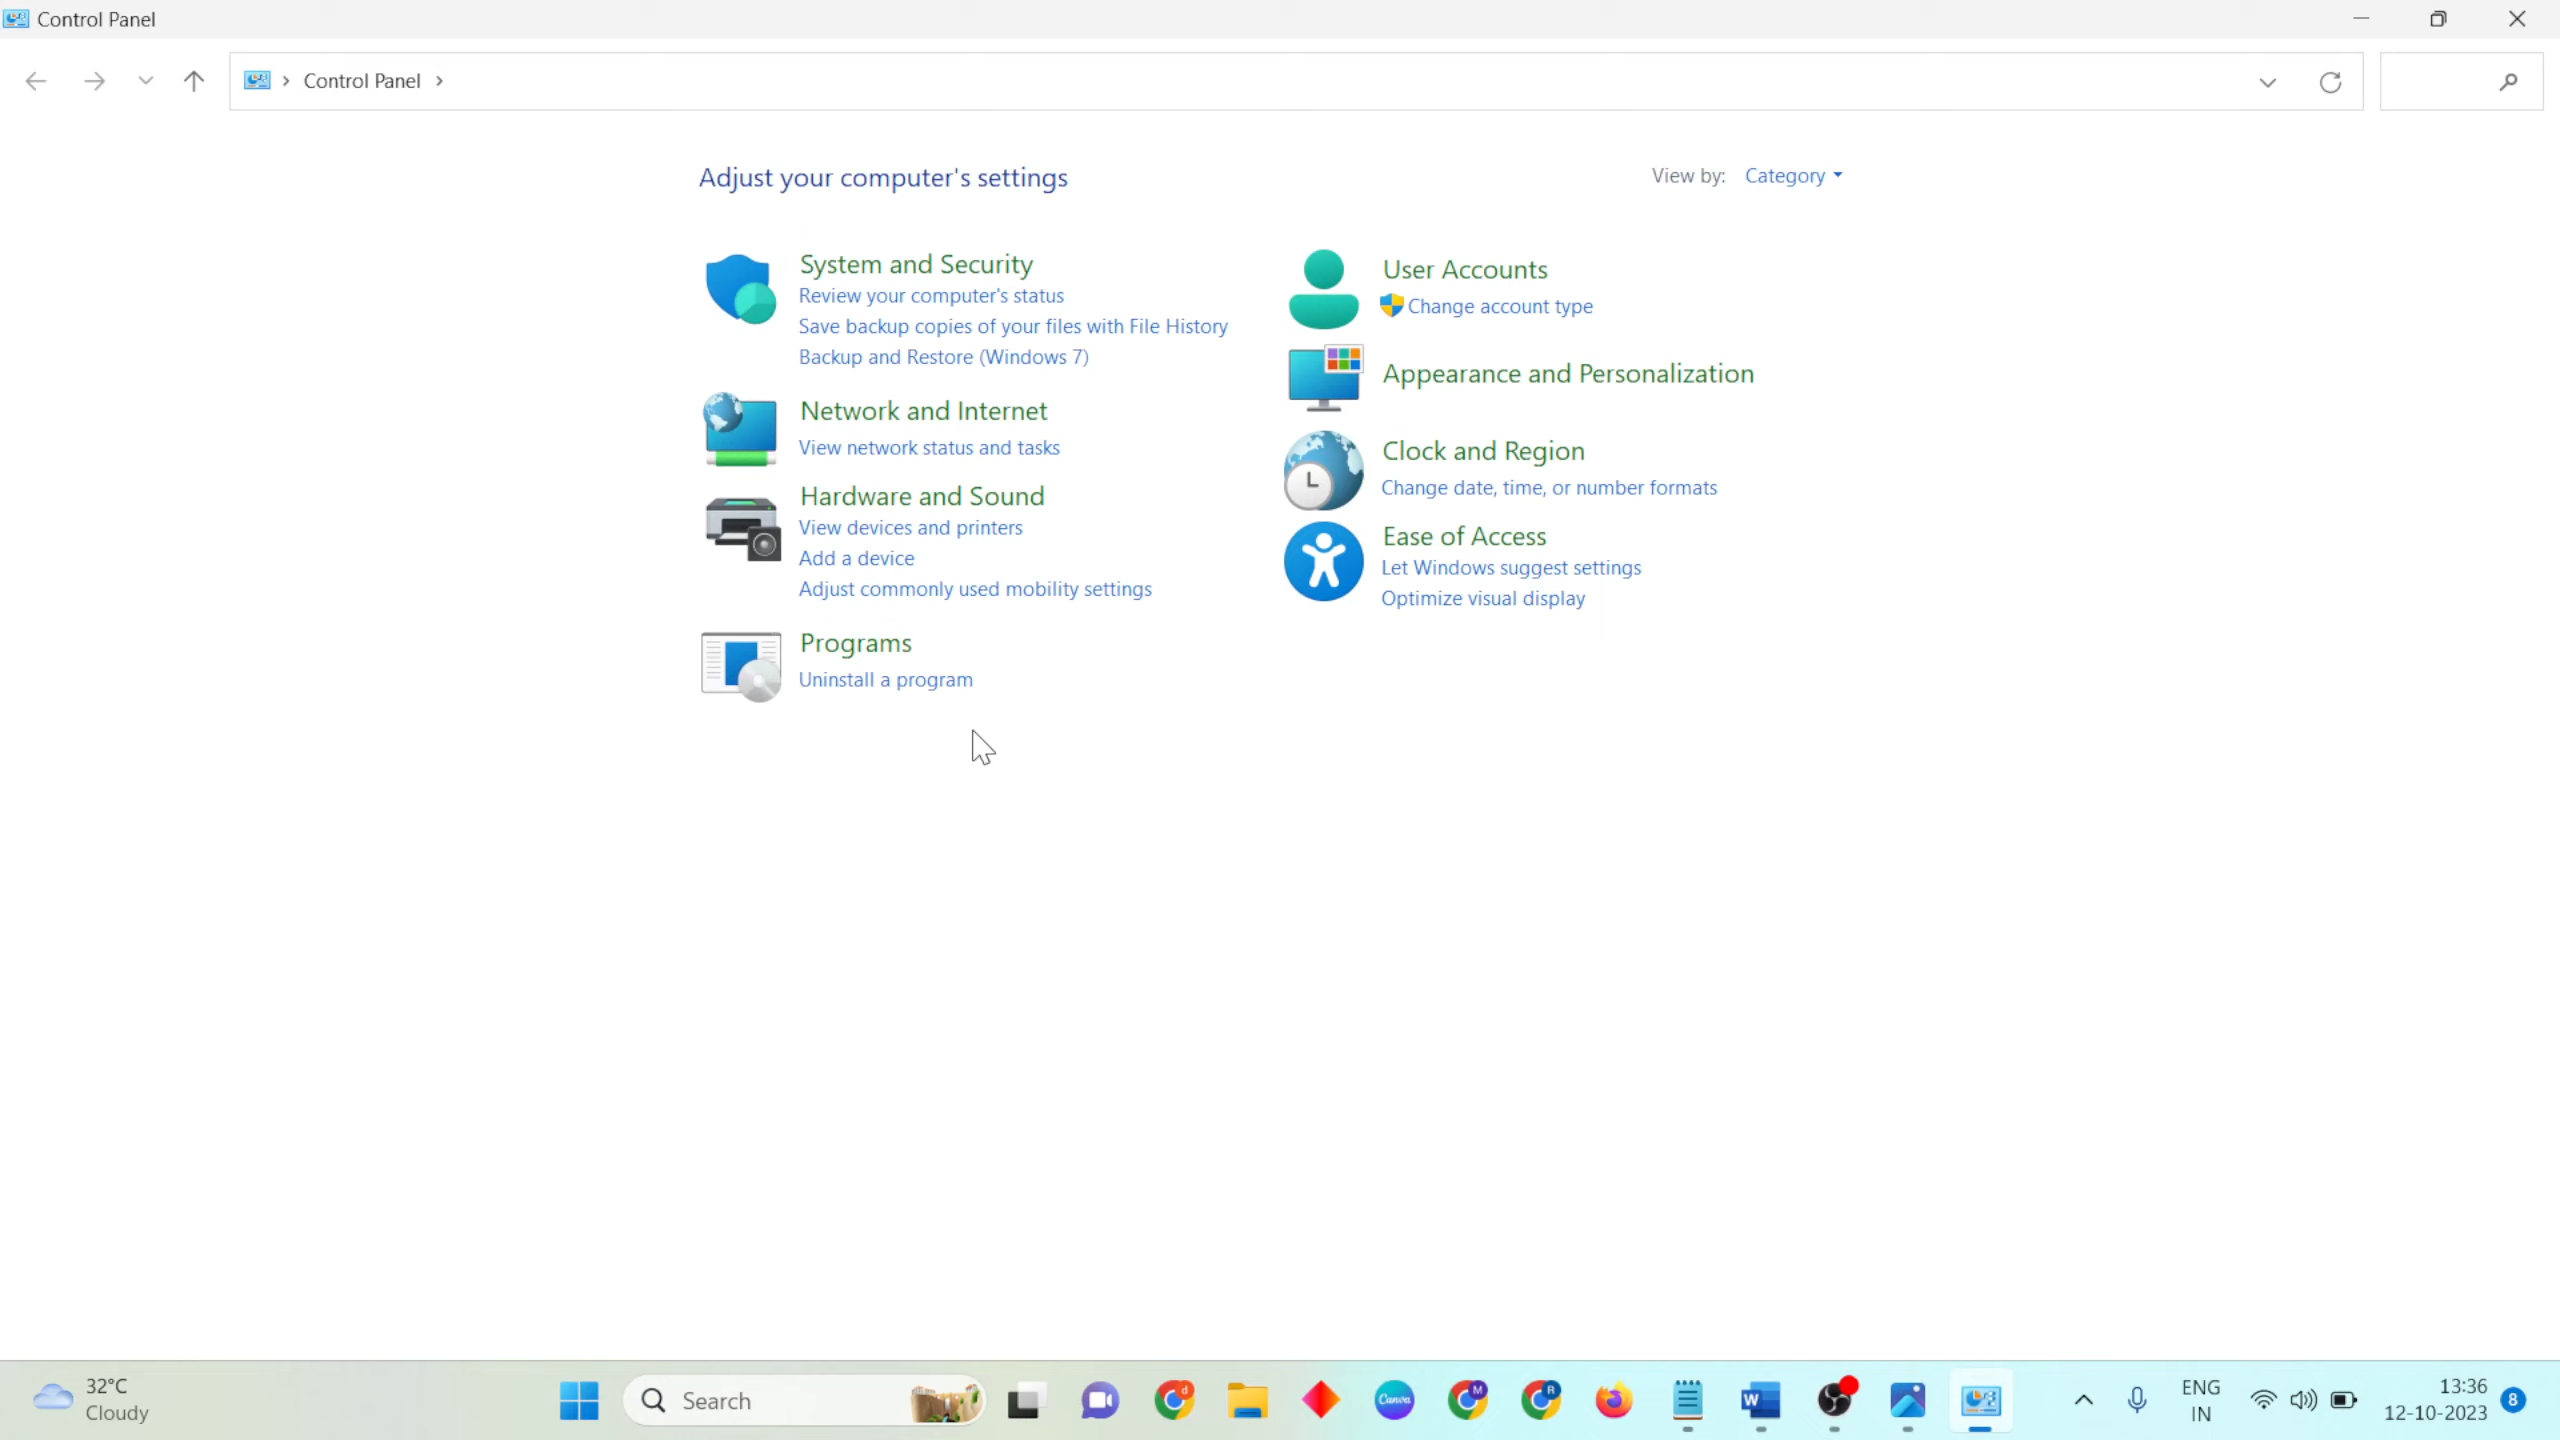 Control Panel
Control Panel
Adjust your computer's settings
View by: Category
System and Security
Review your computer's status
Save backup copies of your files with File History
Backup and Restore (Windows 7)
Network and Internet
View network status and tasks
Hardware and Sound
View devices and printers
Add a device
Adjust commonly used mobility settings
Programs
Uninstall a program
User Accounts
Change account type
Appearance and Personalization
Clock and Region
Change date, time, or number formats
Ease of Access
Let Windows suggest settings
Optimize visual display
32°C
Cloudy
Search
d
Canva
M
R
W
ENG
IN
13:36
12-10-2023
8